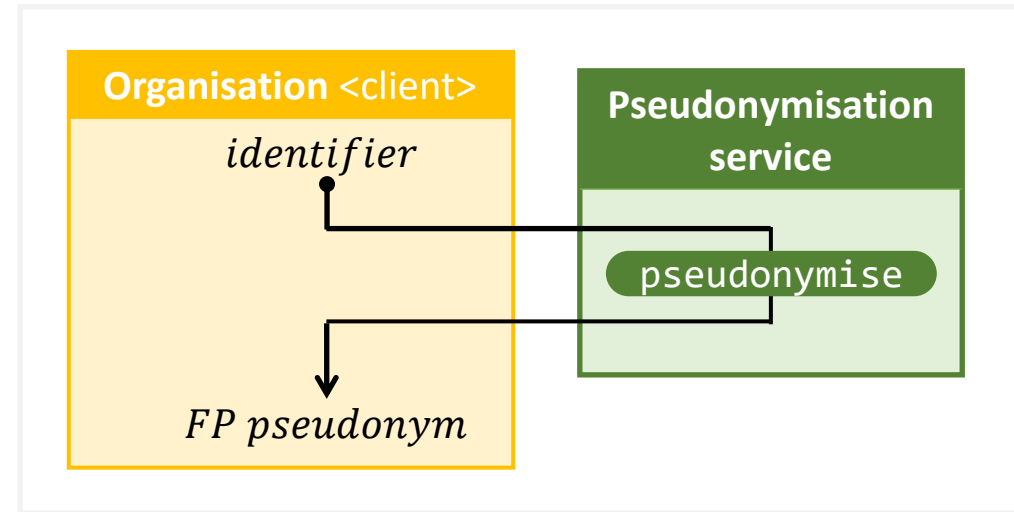 Organisation <client>
identifier
FP pseudonym
Pseudonymisation
service
pseudonymise